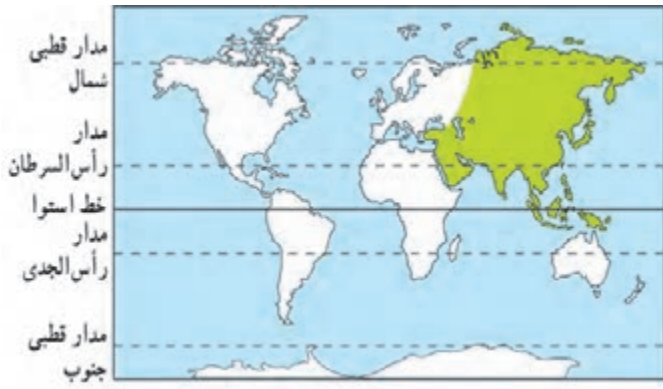 مدار قطبی
شمال
مدار
رأس‌السرطان
خط استوا
مدار
رأس‌الجدی
مدار قطبی
جنوب